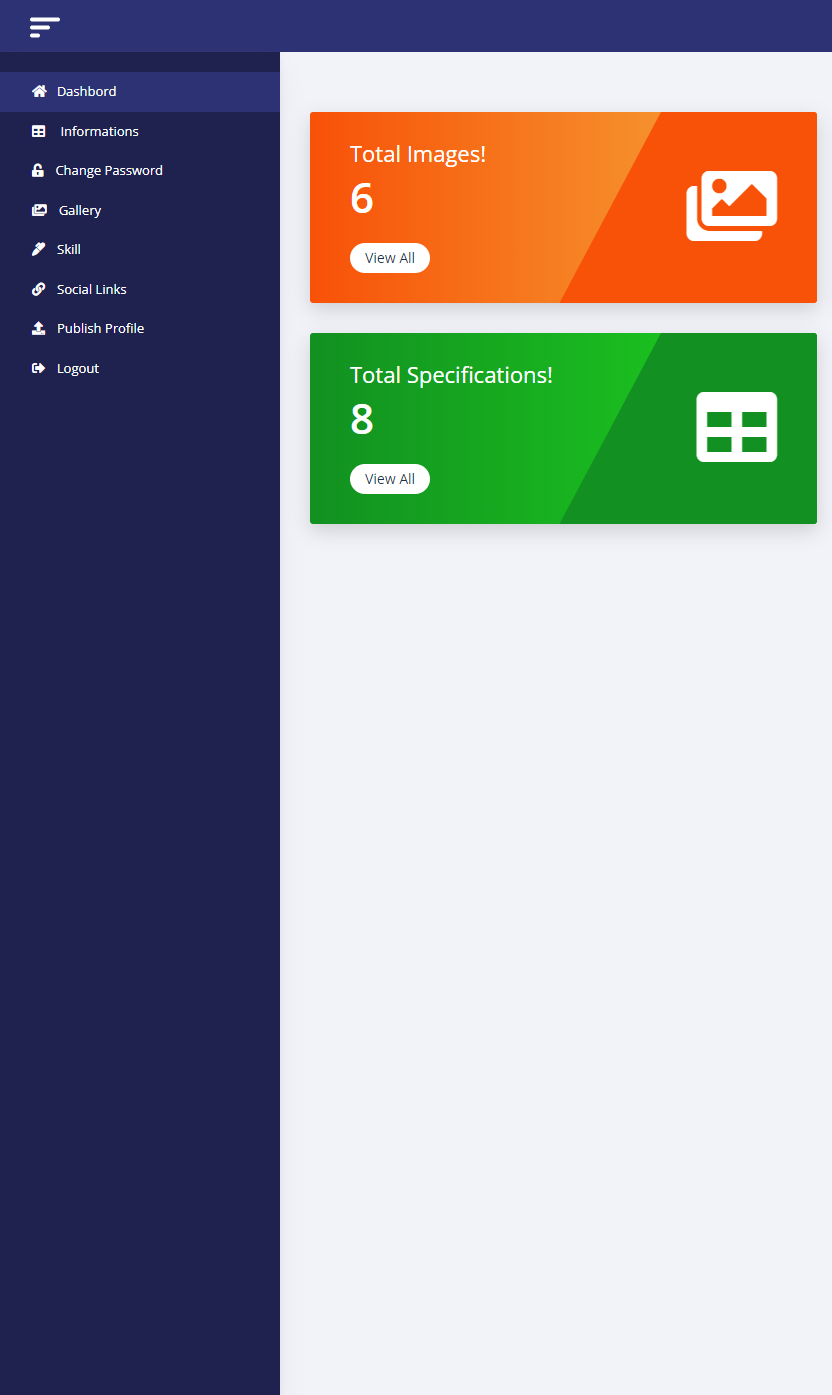 Dashbord
Informations
Change Password
Gallery
Skill
Social Links
Publish Profile
Logout
Total Images!
6
View All
Total Specifications!
8
View All